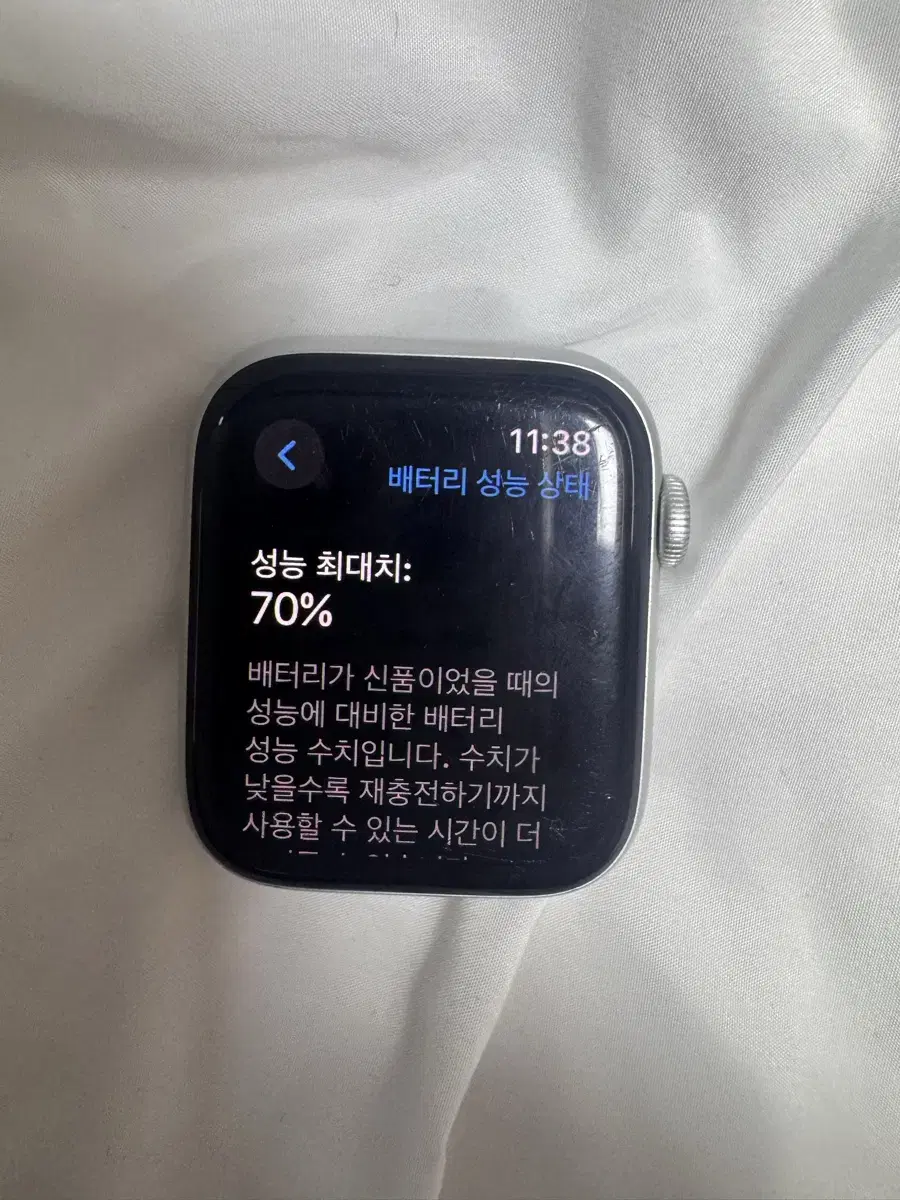 11:38
배터리 성능 상태
성능 최대치:
70%
배터리가 신품이었을 때의
성능에 대비한 배터리
성능 수치입니다. 수치가
낮을수록 재충전하기까지
사용할 수 있는 시간이 더